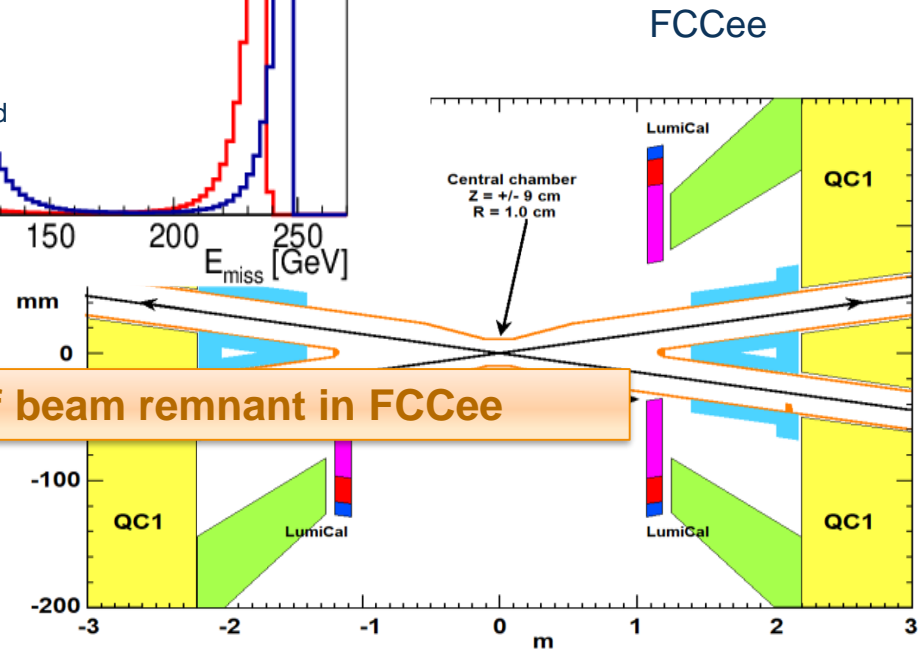 FCCee
d
150
200
250
E_miss [GeV]
LumiCal
QC1
Central chamber
Z = +/- 9 cm
R = 1.0 cm
mm
0
beam remnant in FCCee
-100
QC1
LumiCal
LumiCal
QC1
-200
-3
-2
-1
0
1
2
3
m